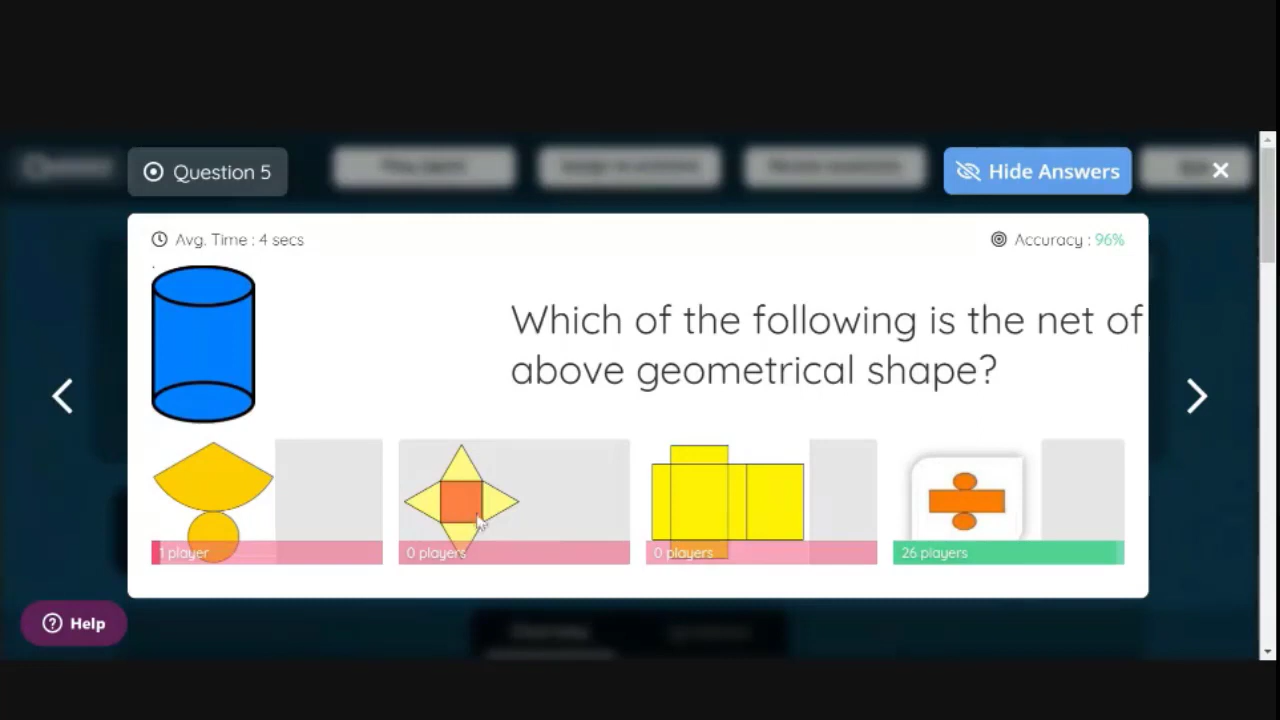 Question 5
Hide Answers
Avg. Time : 4 secs
Accuracy : 96%
Which of the following is the net of
above geometrical shape?
1 player
0 players
0 players
26 players
Help